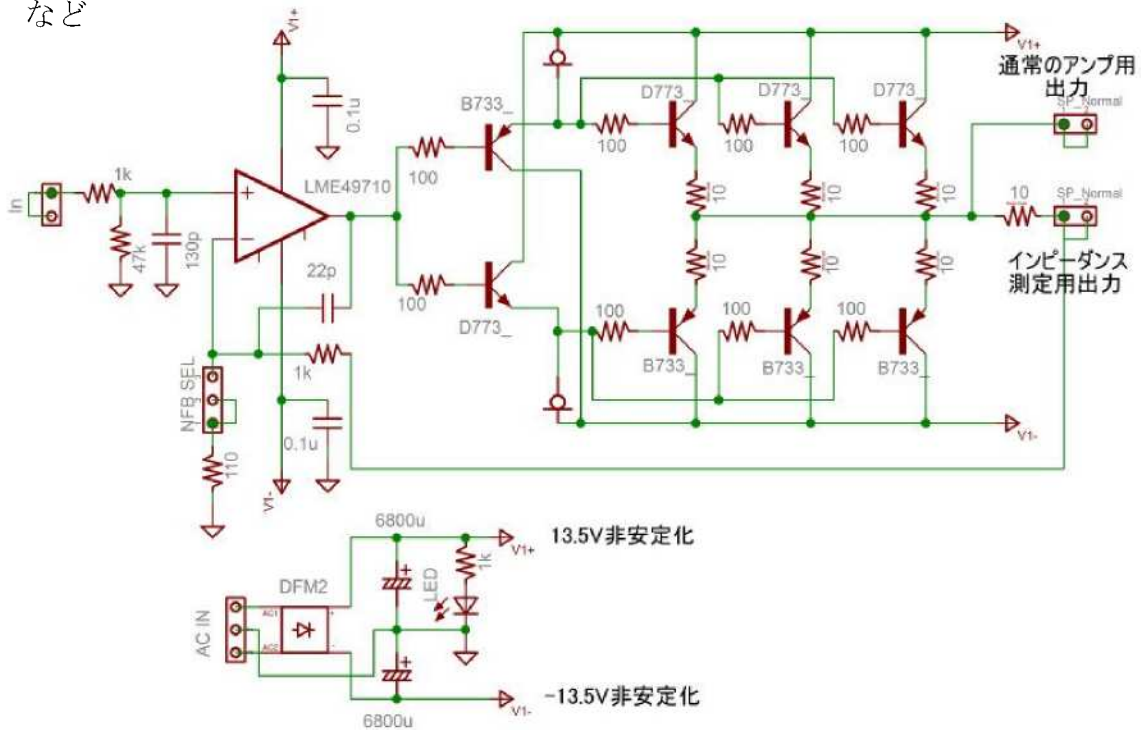 など
V1+
V1+
通常のアンプ用
出力
SP_Normal
0.1u
B733_
D773_
D773_
D773_
100
100
100
100
1k
LME49710
In
47k
130p
10
10
10
10
SP_Normal
10
10
10
インピーダンス
測定用出力
22p
100
D773_
100
100
100
B733_
B733_
B733_
1k
NFB SEL
0.1u
110
V1-
V1-
6800u
V1+
13.5V非安定化
1k
LED
DFM2
AC IN
AC1
AC2
-13.5V非安定化
V1-
6800u